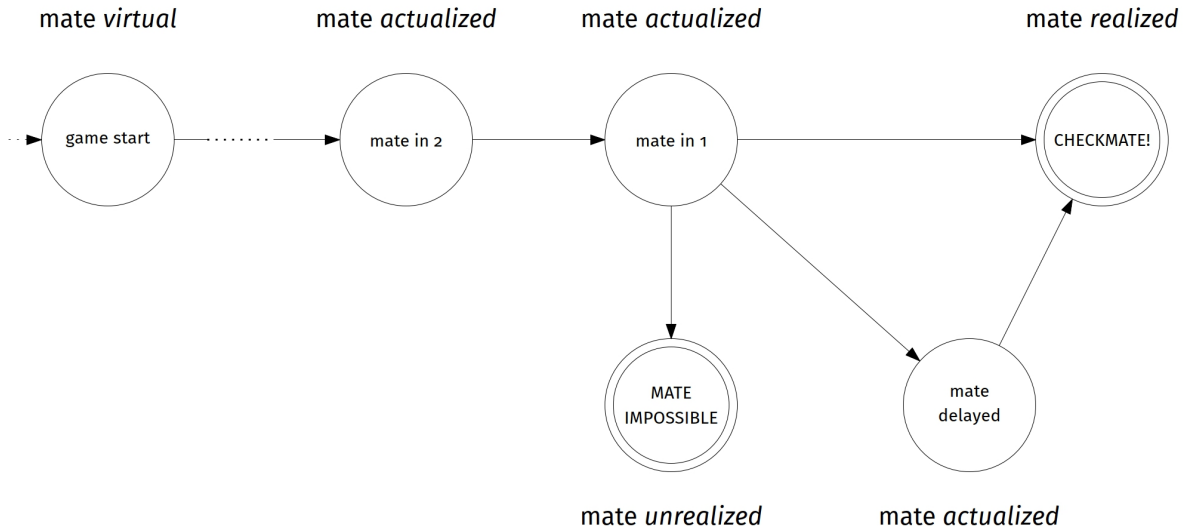 mate virtual
mate actualized
mate actualized
mate realized
game start
mate in 2
mate in 1
CHECKMATE!
MATE
IMPOSSIBLE
mate
delayed
mate unrealized
mate actualized